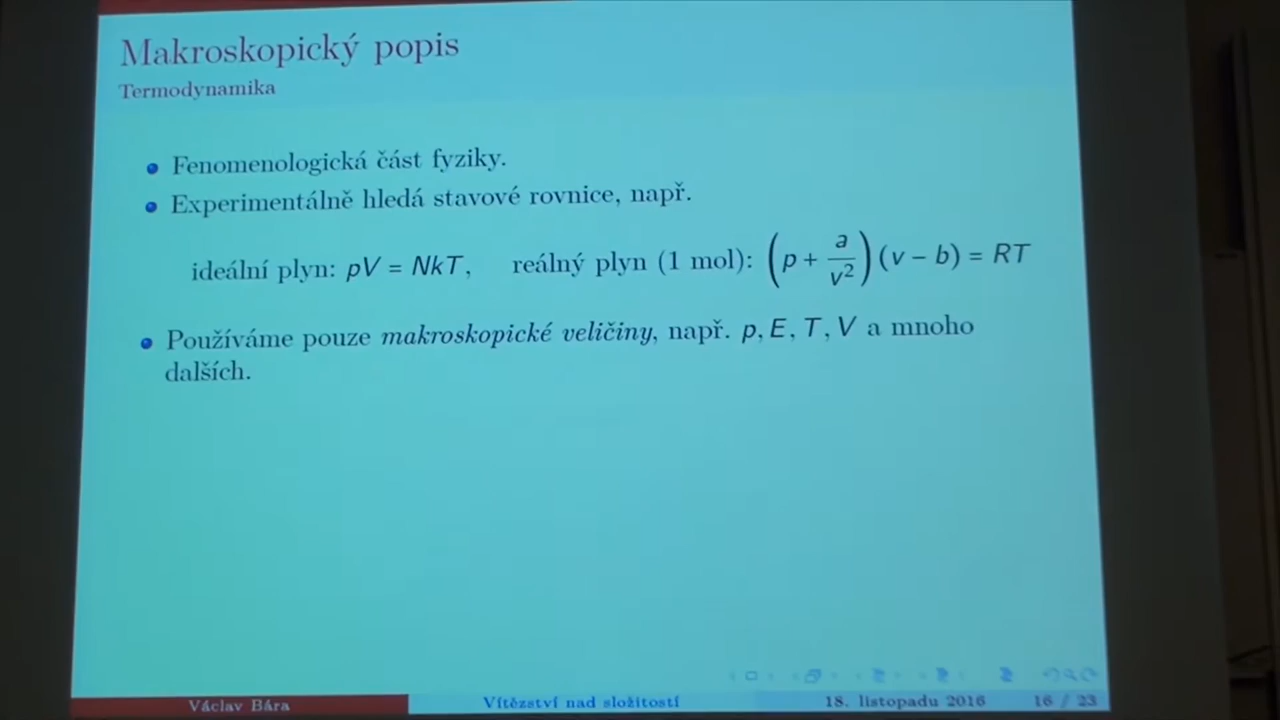 Makroskopický popis
Termodynamika
Fenomenologická část fyziky.
Experimentálně hledá stavové rovnice, např.
ideální plyn: pV = NkT, reálný plyn (1 mol): (p + a/v²)(v − b) = RT
Používáme pouze makroskopické veličiny, např. p, E, T, V a mnoho
dalších.
Václav Bára Vítězství nad složitostí 18. listopadu 2016 16 / 23